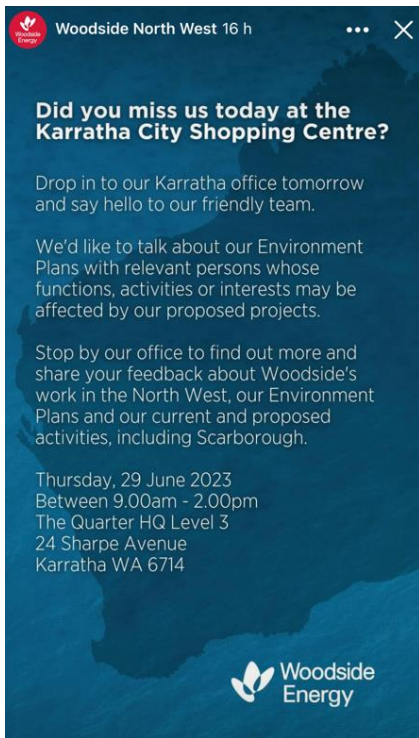 Woodside Energy
Woodside North West 16 h
Did you miss us today at the
Karratha City Shopping Centre?
Drop in to our Karratha office tomorrow
and say hello to our friendly team.
We'd like to talk about our Environment
Plans with relevant persons whose
functions, activities or interests may be
affected by our proposed projects.
Stop by our office to find out more and
share your feedback about Woodside's
work in the North West, our Environment
Plans and our current and proposed
activities, including Scarborough.
Thursday, 29 June 2023
Between 9.00am - 2.00pm
The Quarter HQ Level 3
24 Sharpe Avenue
Karratha WA 6714
Woodside
Energy